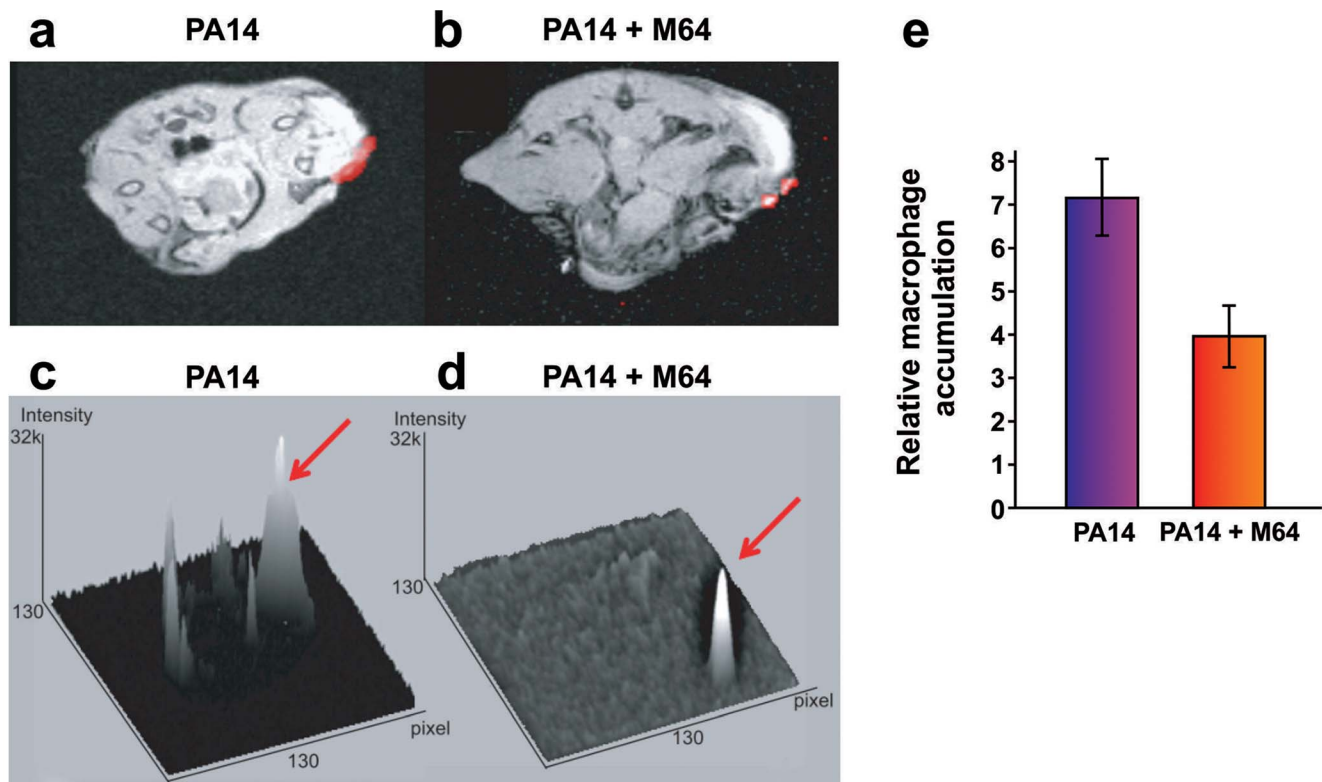 a PA14
b PA14 + M64
c PA14
Intensity
32k
130
130
pixel
d PA14 + M64
Intensity
32k
130
130
pixel
e
Relative macrophage
accumulation
8
7
6
5
4
3
2
1
0
PA14 PA14 + M64